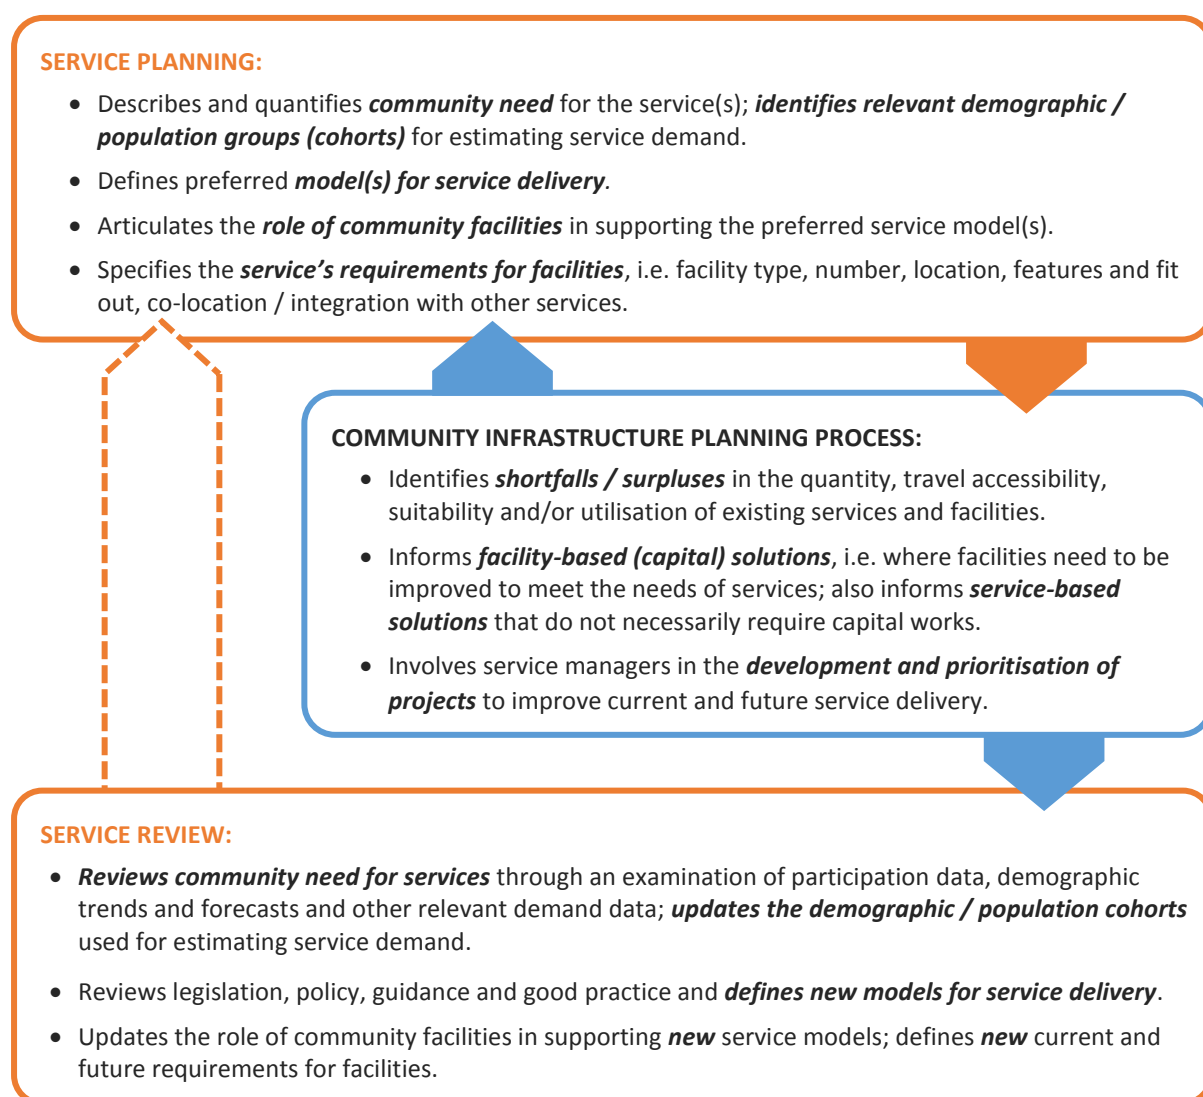 SERVICE PLANNING:
• Describes and quantifies community need for the service(s); identifies relevant demographic /
population groups (cohorts) for estimating service demand.
• Defines preferred model(s) for service delivery.
• Articulates the role of community facilities in supporting the preferred service model(s).
• Specifies the service's requirements for facilities, i.e. facility type, number, location, features and fit
out, co-location / integration with other services.
COMMUNITY INFRASTRUCTURE PLANNING PROCESS:
• Identifies shortfalls / surpluses in the quantity, travel accessibility,
suitability and/or utilisation of existing services and facilities.
• Informs facility-based (capital) solutions, i.e. where facilities need to be
improved to meet the needs of services; also informs service-based
solutions that do not necessarily require capital works.
• Involves service managers in the development and prioritisation of
projects to improve current and future service delivery.
SERVICE REVIEW:
• Reviews community need for services through an examination of participation data, demographic
trends and forecasts and other relevant demand data; updates the demographic / population cohorts
used for estimating service demand.
• Reviews legislation, policy, guidance and good practice and defines new models for service delivery.
• Updates the role of community facilities in supporting new service models; defines new current and
future requirements for facilities.